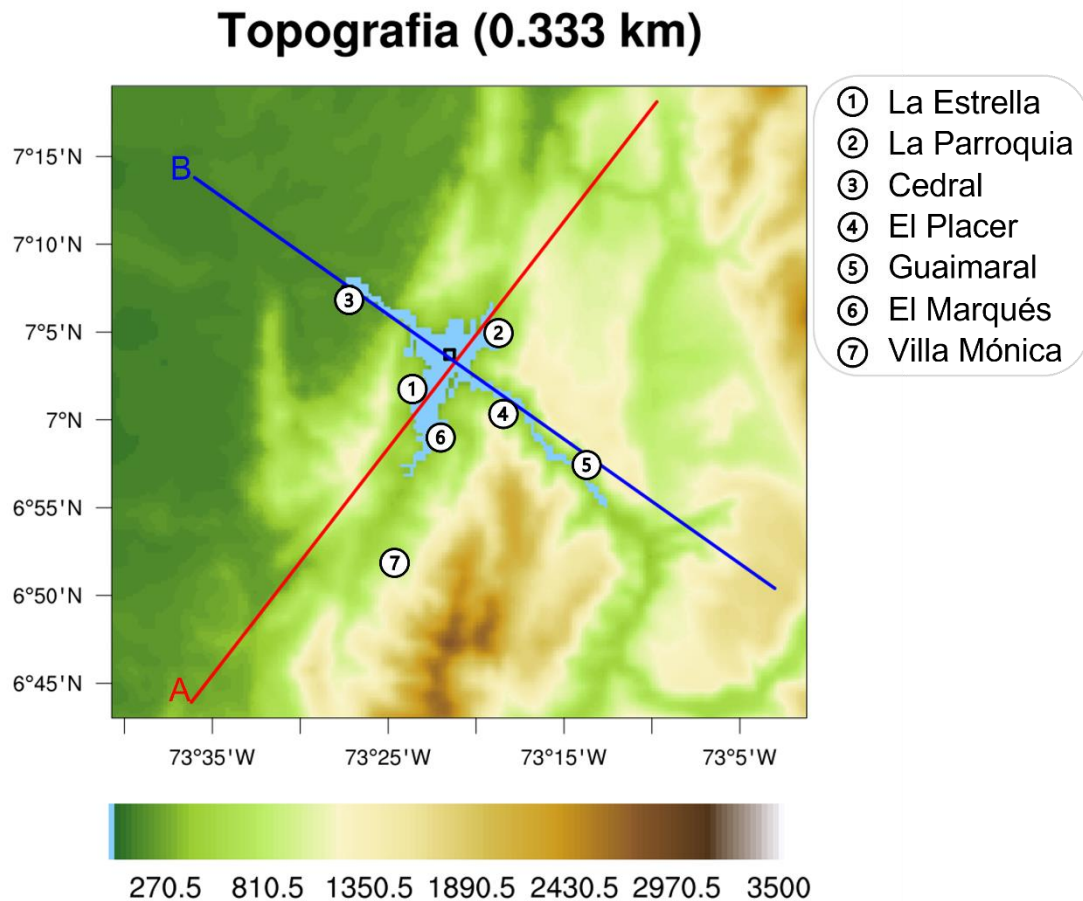 Topografia (0.333 km)
1 La Estrella
2 La Parroquia
3 Cedral
4 El Placer
5 Guaimaral
6 El Marqués
7 Villa Mónica
7°15'N
7°10'N
7°5'N
7°N
6°55'N
6°50'N
6°45'N
B
3
2
1
4
6
5
7
A
73°35'W 73°25'W 73°15'W 73°5'W
270.5 810.5 1350.5 1890.5 2430.5 2970.5 3500